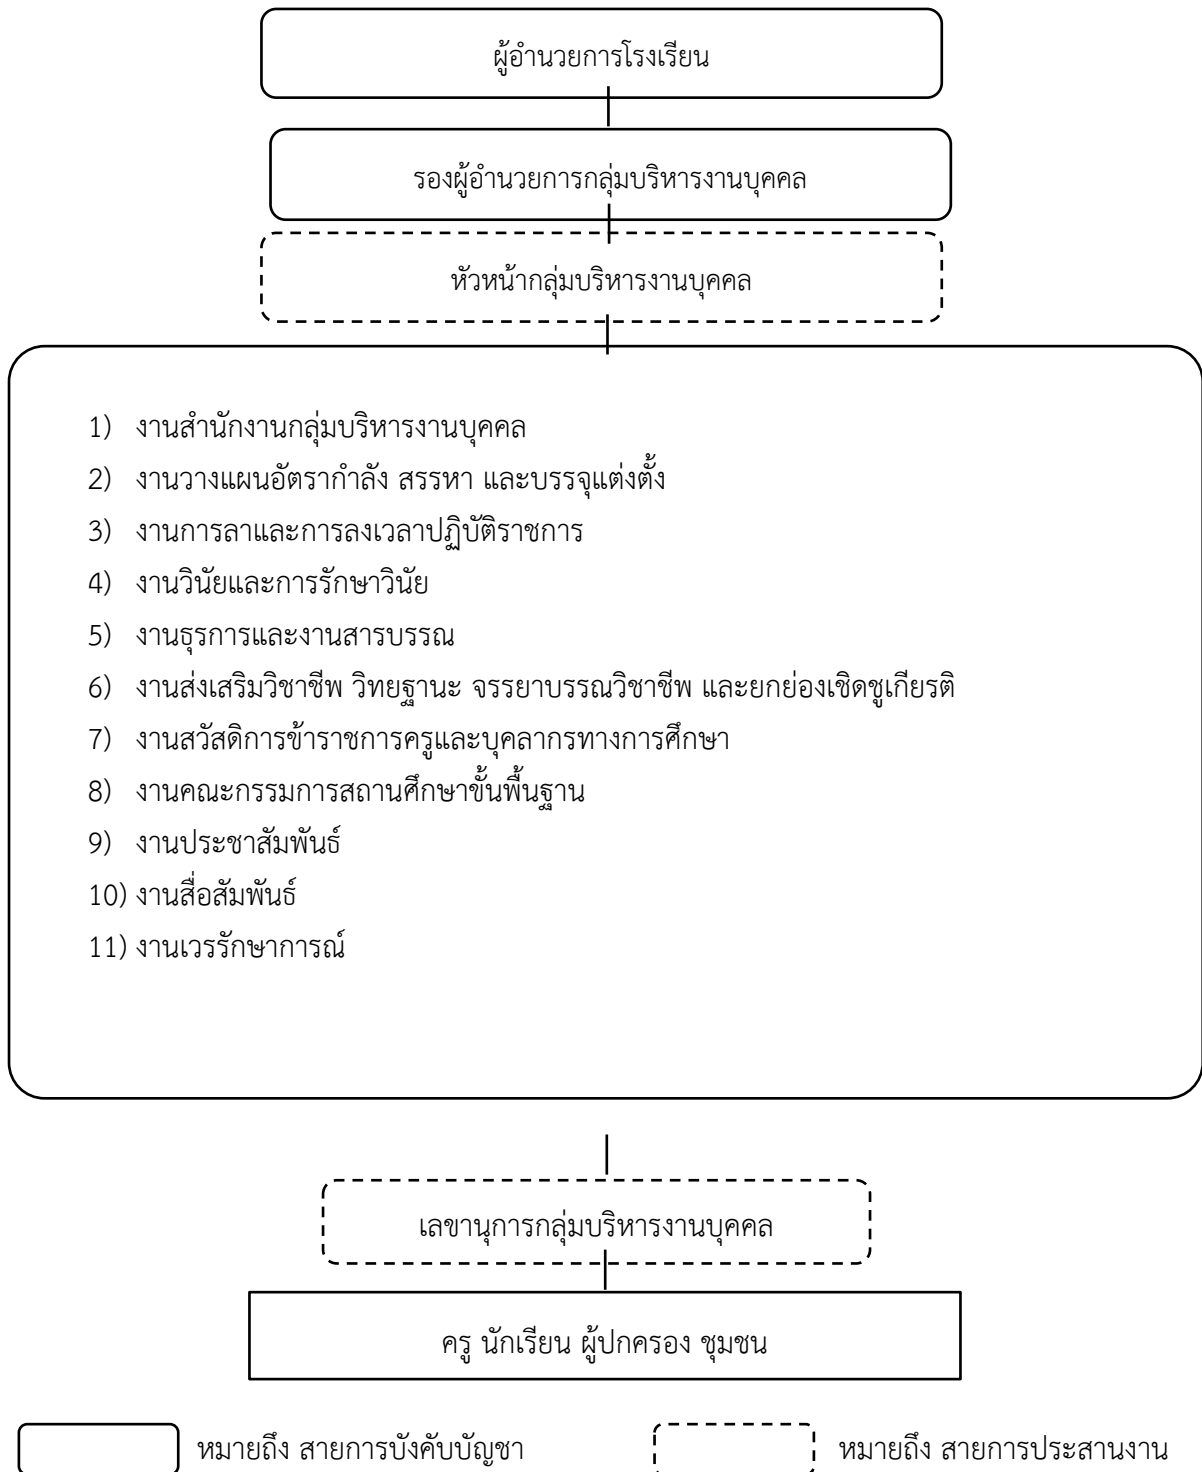 ผู้อำนวยการโรงเรียน
รองผู้อำนวยการกลุ่มบริหารงานบุคคล
หัวหน้ากลุ่มบริหารงานบุคคล
1) งานสำนักงานกลุ่มบริหารงานบุคคล
2) งานวางแผนอัตรากำลัง สรรหา และบรรจุแต่งตั้ง
3) งานการลาและการลงเวลาปฏิบัติราชการ
4) งานวินัยและการรักษาวินัย
5) งานธุรการและงานสารบรรณ
6) งานส่งเสริมวิชาชีพ วิทยฐานะ จรรยาบรรณวิชาชีพ และยกย่องเชิดชูเกียรติ
7) งานสวัสดิการข้าราชการครูและบุคลากรทางการศึกษา
8) งานคณะกรรมการสถานศึกษาขั้นพื้นฐาน
9) งานประชาสัมพันธ์
10) งานสื่อสัมพันธ์
11) งานเวรรักษาการณ์
เลขานุการกลุ่มบริหารงานบุคคล
ครู นักเรียน ผู้ปกครอง ชุมชน
หมายถึง สายการบังคับบัญชา
หมายถึง สายการประสานงาน